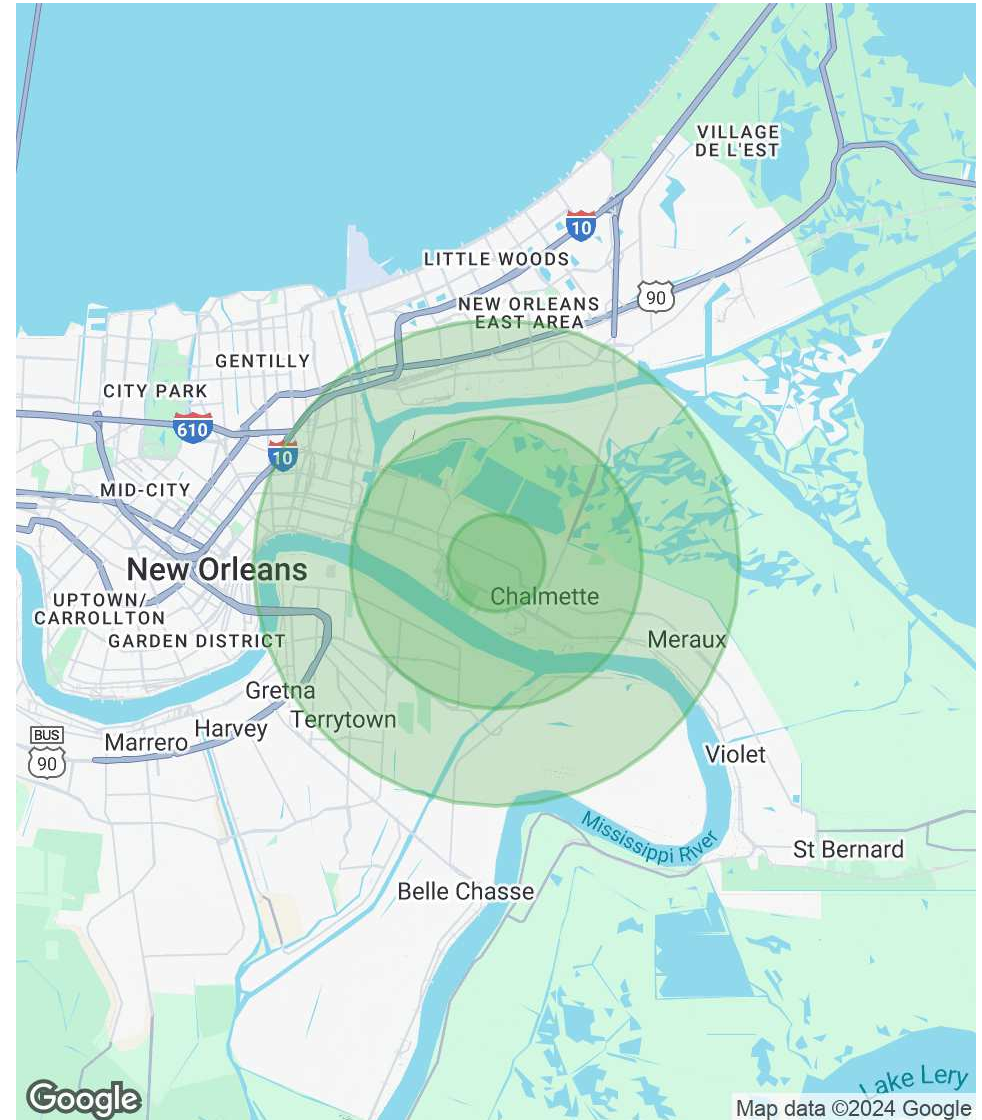 VILLAGE
DE L'EST
10
LITTLE WOODS
90
NEW ORLEANS
EAST AREA
GENTILLY
CITY PARK
610
10
MID-CITY
New Orleans
Chalmette
UPTOWN/
CARROLLTON
GARDEN DISTRICT
Meraux
Gretna
Terrytown
Harvey
Marrero
BUS
90
Violet
Mississippi River
St Bernard
Belle Chasse
Lake Lery
Google
Map data ©2024 Google